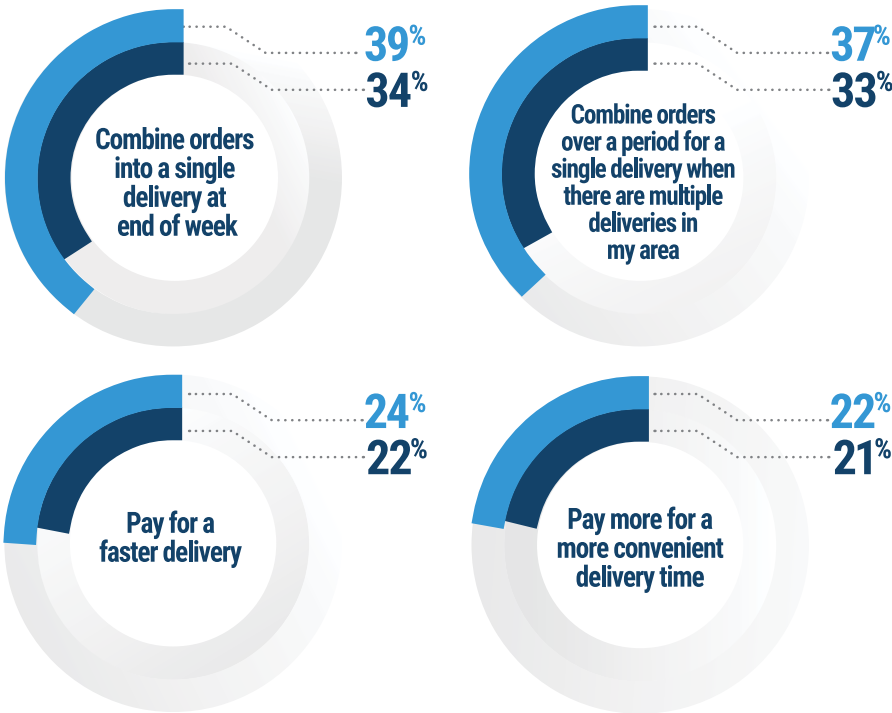 39%
34%
Combine orders
into a single
delivery at
end of week
37%
33%
Combine orders
over a period for a
single delivery when
there are multiple
deliveries in
my area
24%
22%
Pay for a
faster delivery
22%
21%
Pay more for a
more convenient
delivery time